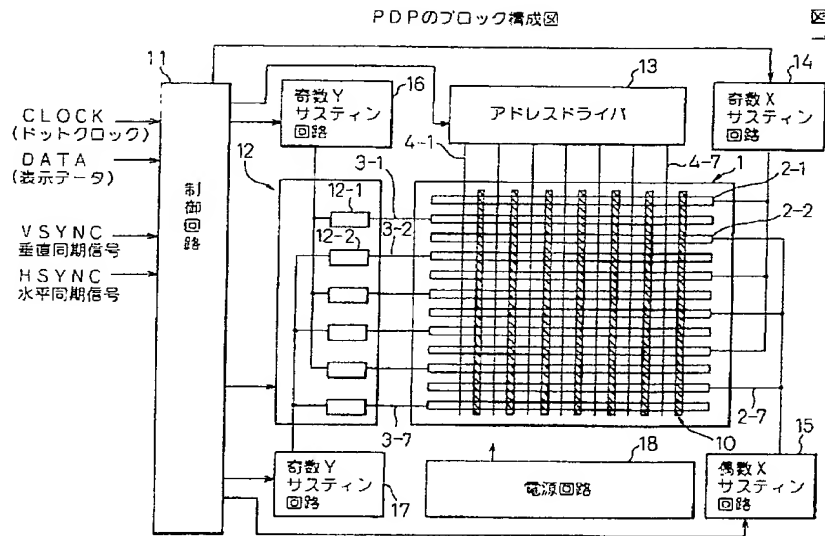 PDPのブロック構成図
図
11
16
13
14
CLOCK
(ドットクロック)
DATA
(表示データ)
VSYNC
垂直同期信号
HSYNC
水平同期信号
制御回路
奇数Y
サスティン
回路
アドレスドライバ
奇数X
サスティン
回路
12
12-1
12-2
3-1
3-2
4-1
4-7
1
2-1
2-2
3-7
2-7
10
15
奇数Y
サスティン
回路
17
18
電源回路
偶数X
サスティン
回路